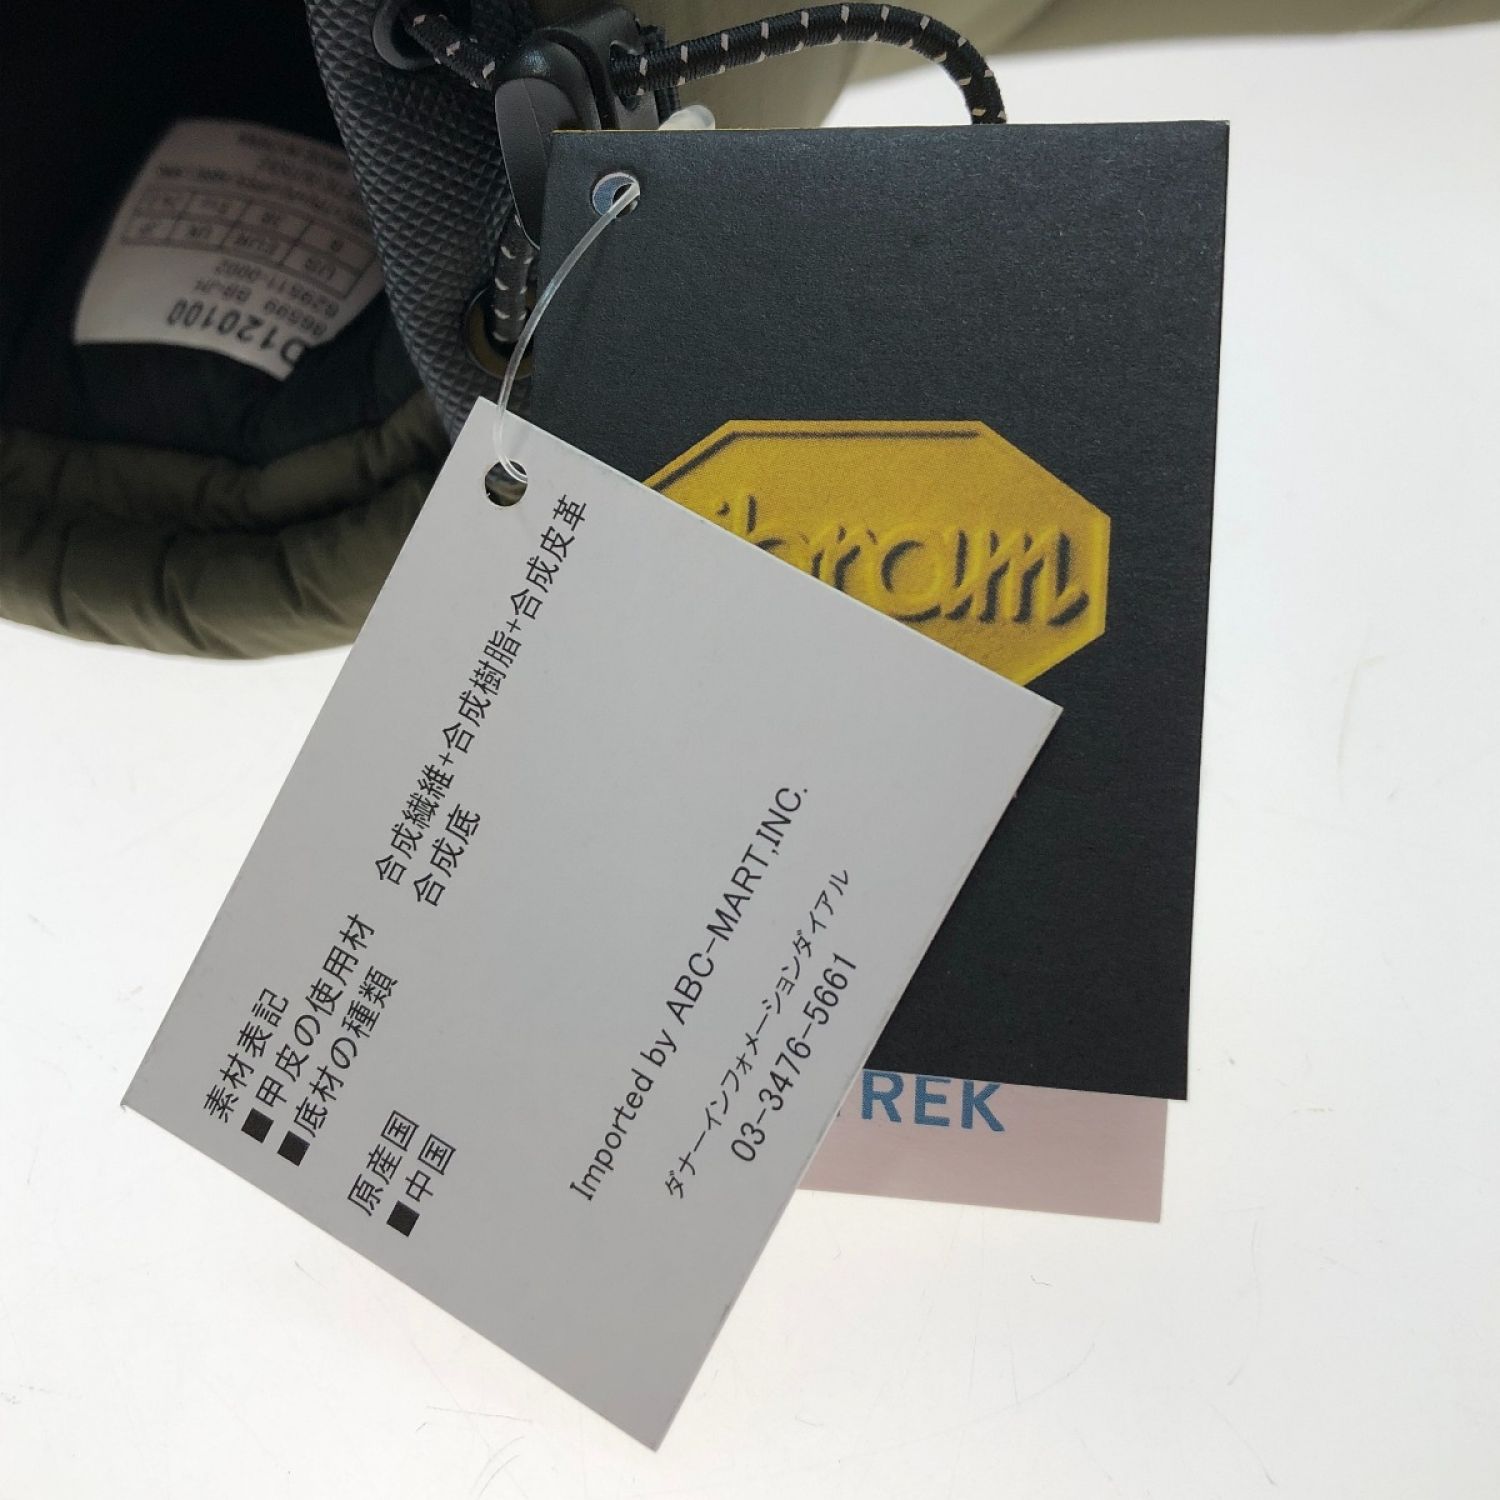 素材表記
■甲皮の使用材 合成繊維+合成樹脂+合成皮革
■底材の種類 合成底
原産国
■中国
Imported by ABC-MART,INC.
ダナーインフォメーションダイアル
03-3476-5661
ibram
REK
D120100